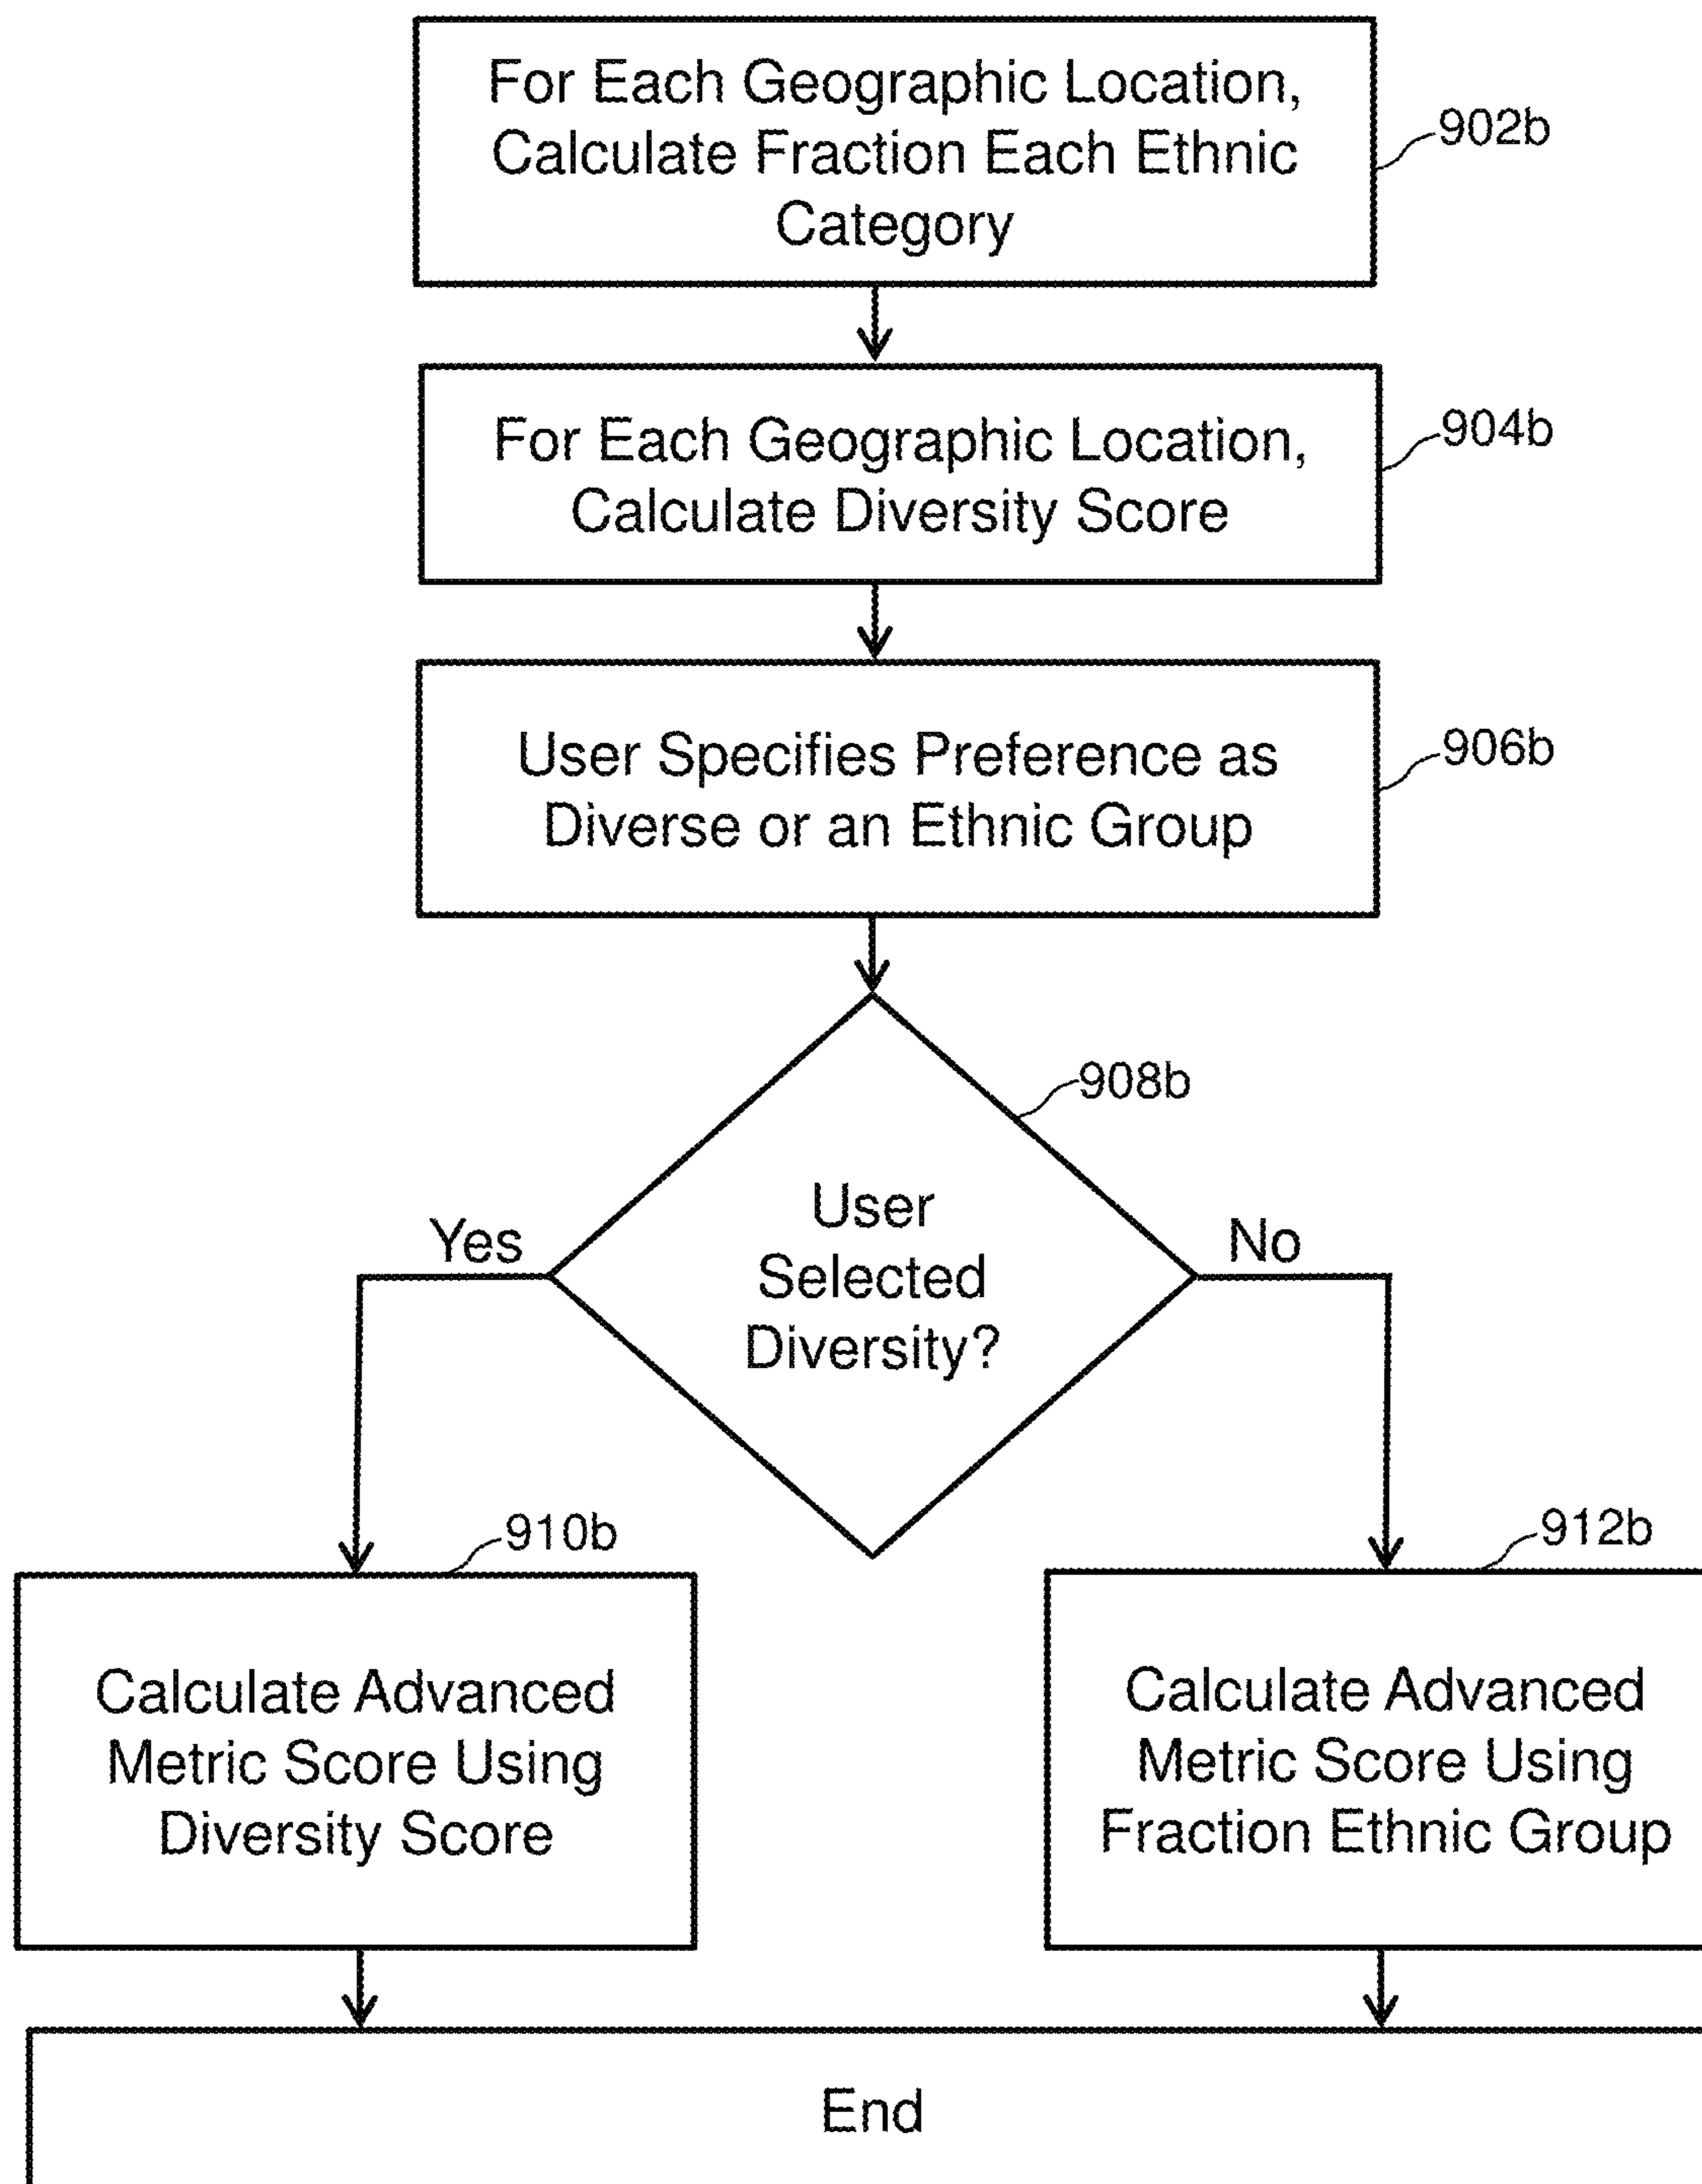 For Each Geographic Location,
Calculate Fraction Each Ethnic
Category
902b
For Each Geographic Location,
Calculate Diversity Score
904b
User Specifies Preference as
Diverse or an Ethnic Group
906b
908b
User
Selected
Diversity?
Yes
No
910b
Calculate Advanced
Metric Score Using
Diversity Score
912b
Calculate Advanced
Metric Score Using
Fraction Ethnic Group
End